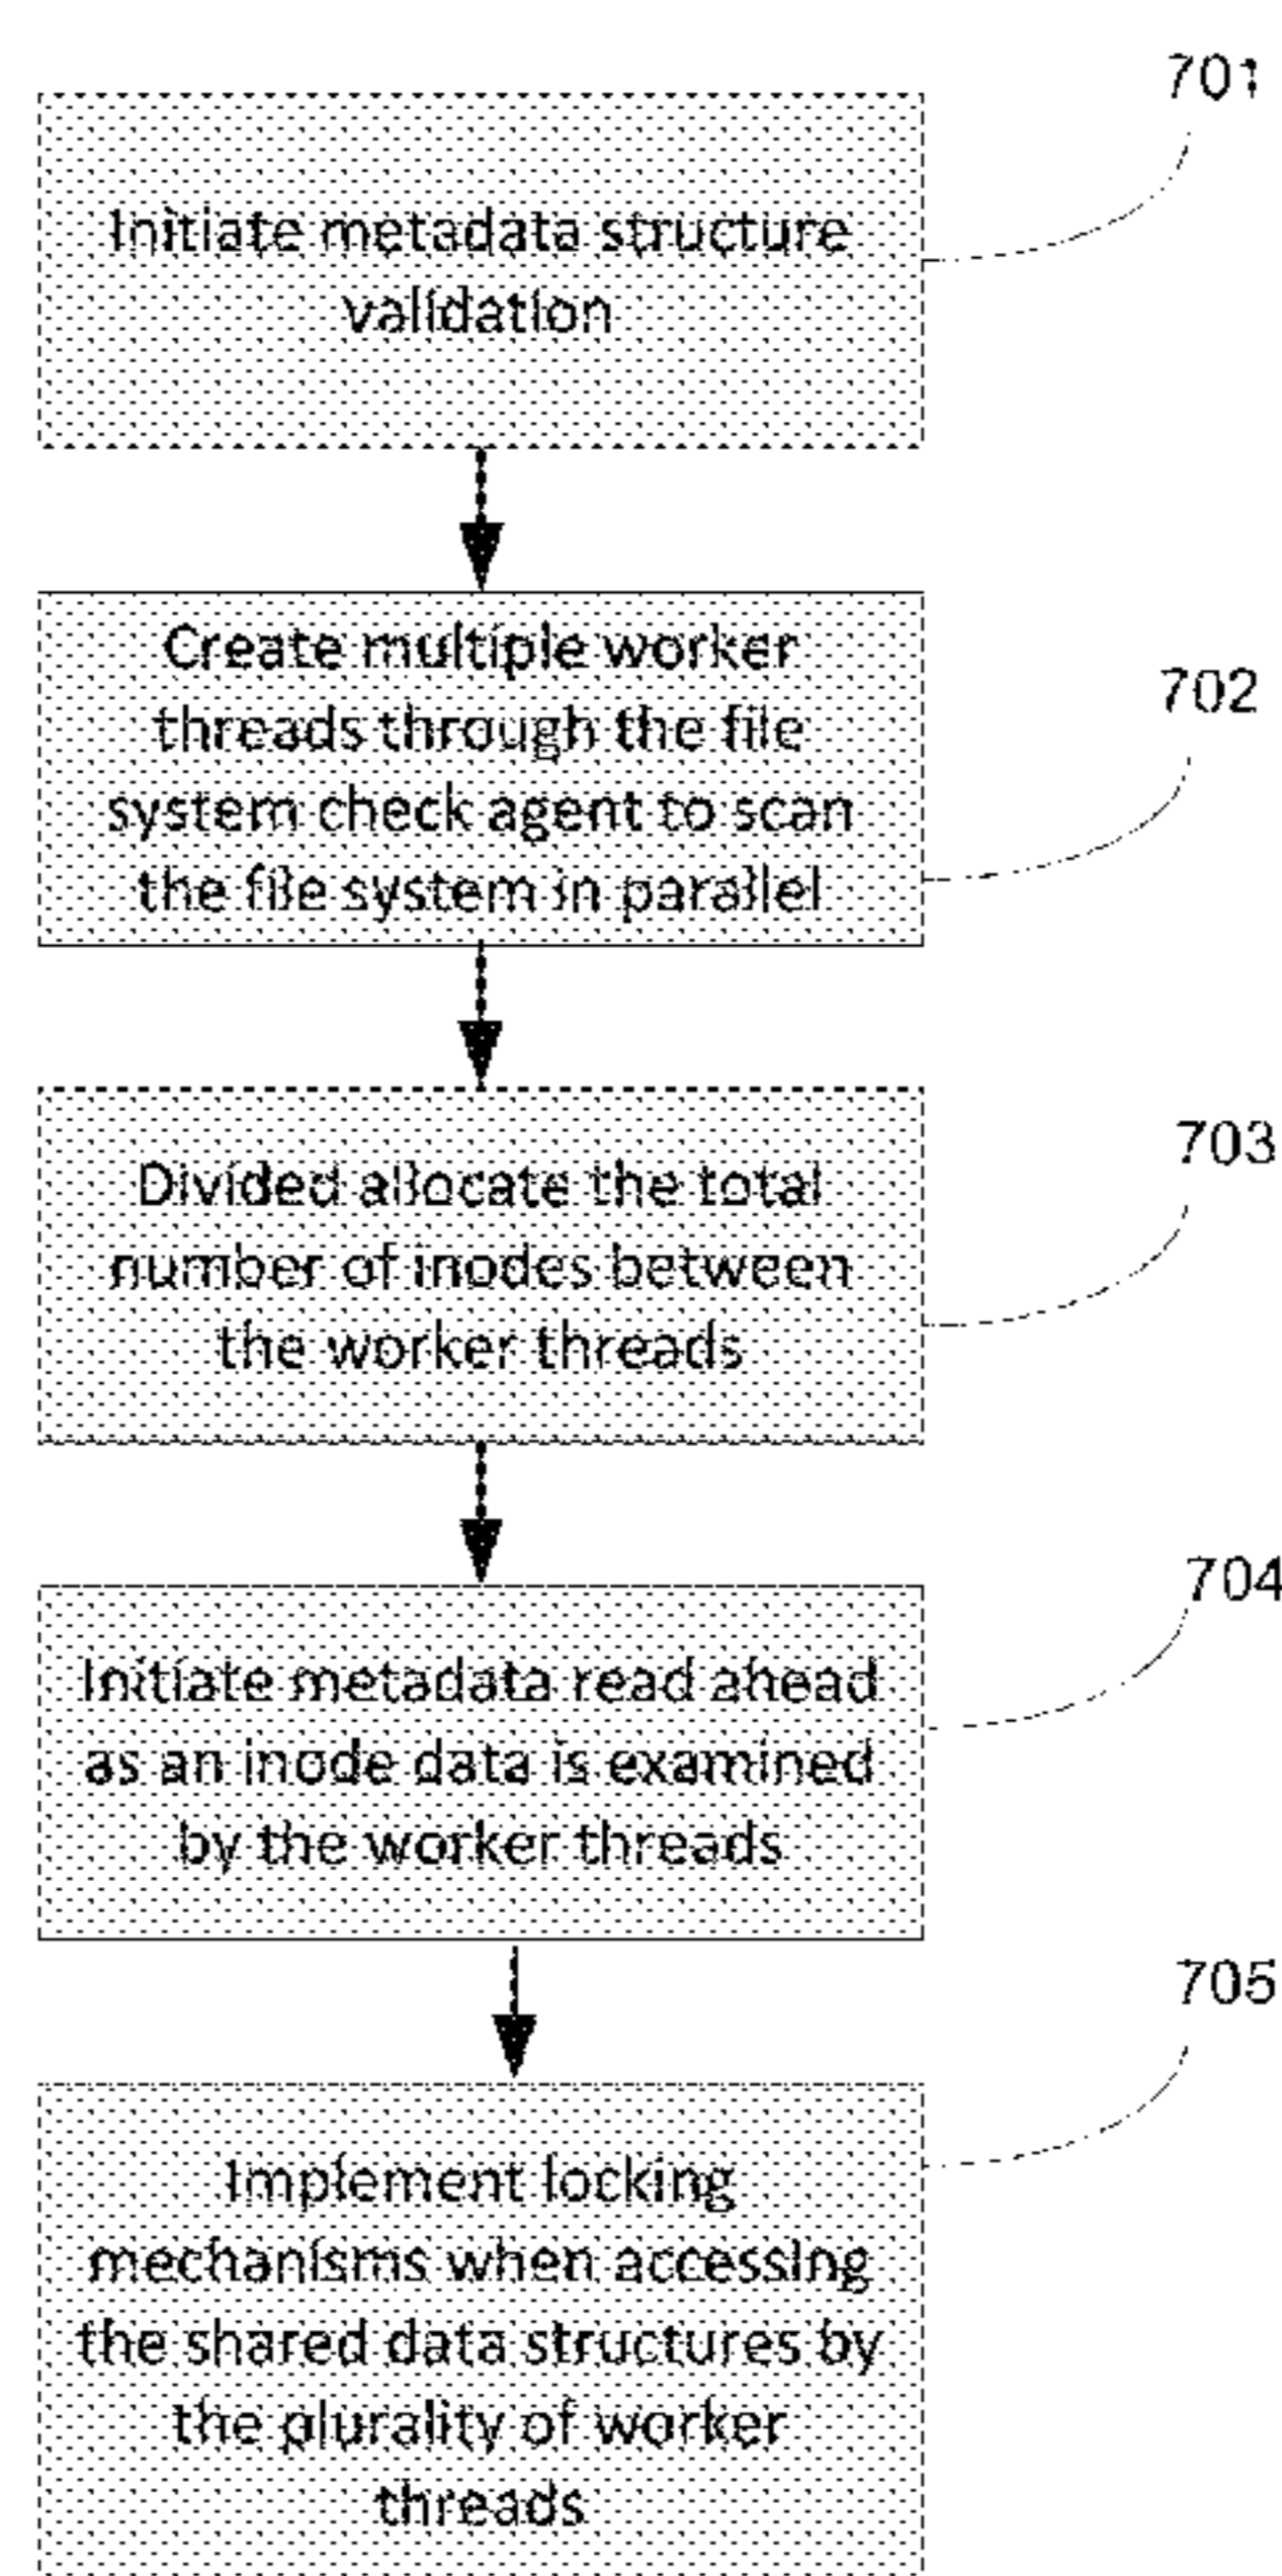 701
Initiate metadata structure
validation
Create multiple worker
threads through the file
system check agent to scan
the file system in parallel
702
Divided allocate the total
number of inodes between
the worker threads
703
Initiate metadata read ahead
as an inode data is examined
by the worker threads
704
Implement locking
mechanisms when accessing
the shared data structures by
the plurality of worker
threads
705